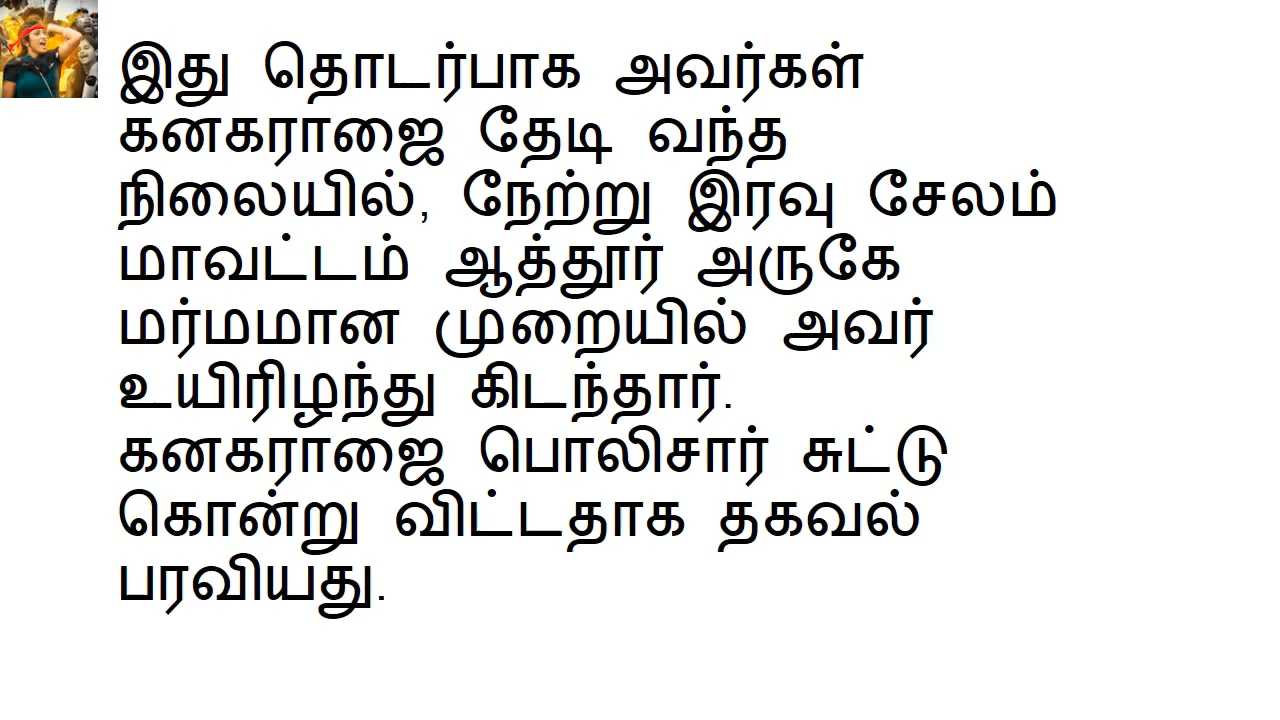 இது தொடர்பாக அவர்கள்
கனகராஜை தேடி வந்த
நிலையில், நேற்று இரவு சேலம்
மாவட்டம் ஆத்தூர் அருகே
மர்மமான முறையில் அவர்
உயிரிழந்து கிடந்தார்.
கனகராஜை பொலிசார் சுட்டு
கொன்று விட்டதாக தகவல்
பரவியது.